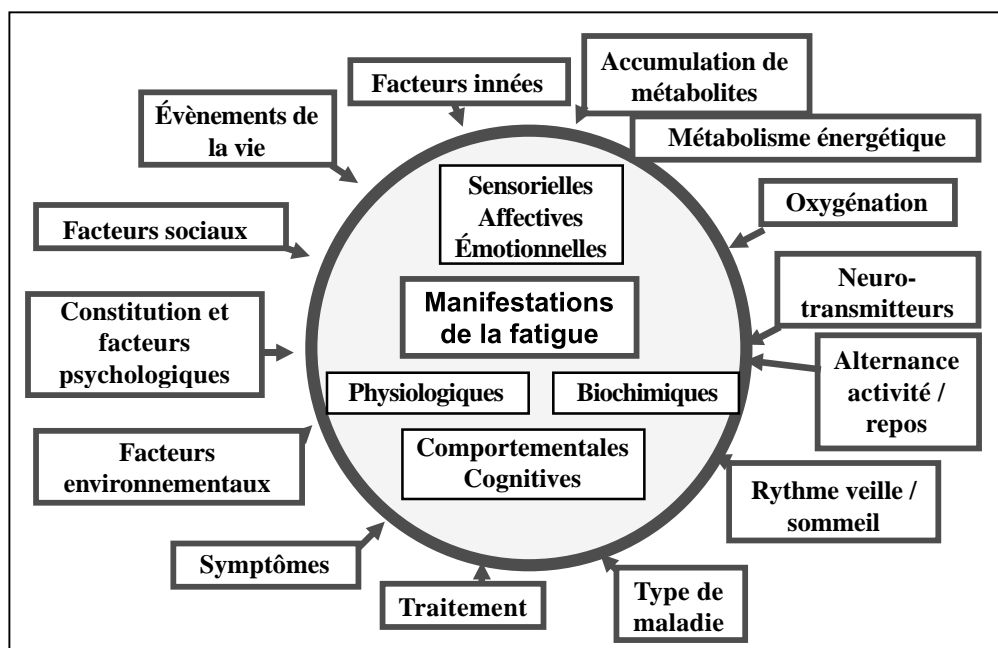 Facteurs innées
Accumulation de
métabolites
Évènements de
la vie
Métabolisme énergétique
Sensorielles
Affectives
Émotionnelles
Oxygénation
Facteurs sociaux
Neuro-
transmitteurs
Manifestations
de la fatigue
Constitution et
facteurs
psychologiques
Alternance
activité /
repos
Physiologiques
Biochimiques
Comportementales
Cognitives
Facteurs
environnementaux
Rythme veille /
sommeil
Symptômes
Traitement
Type de
maladie